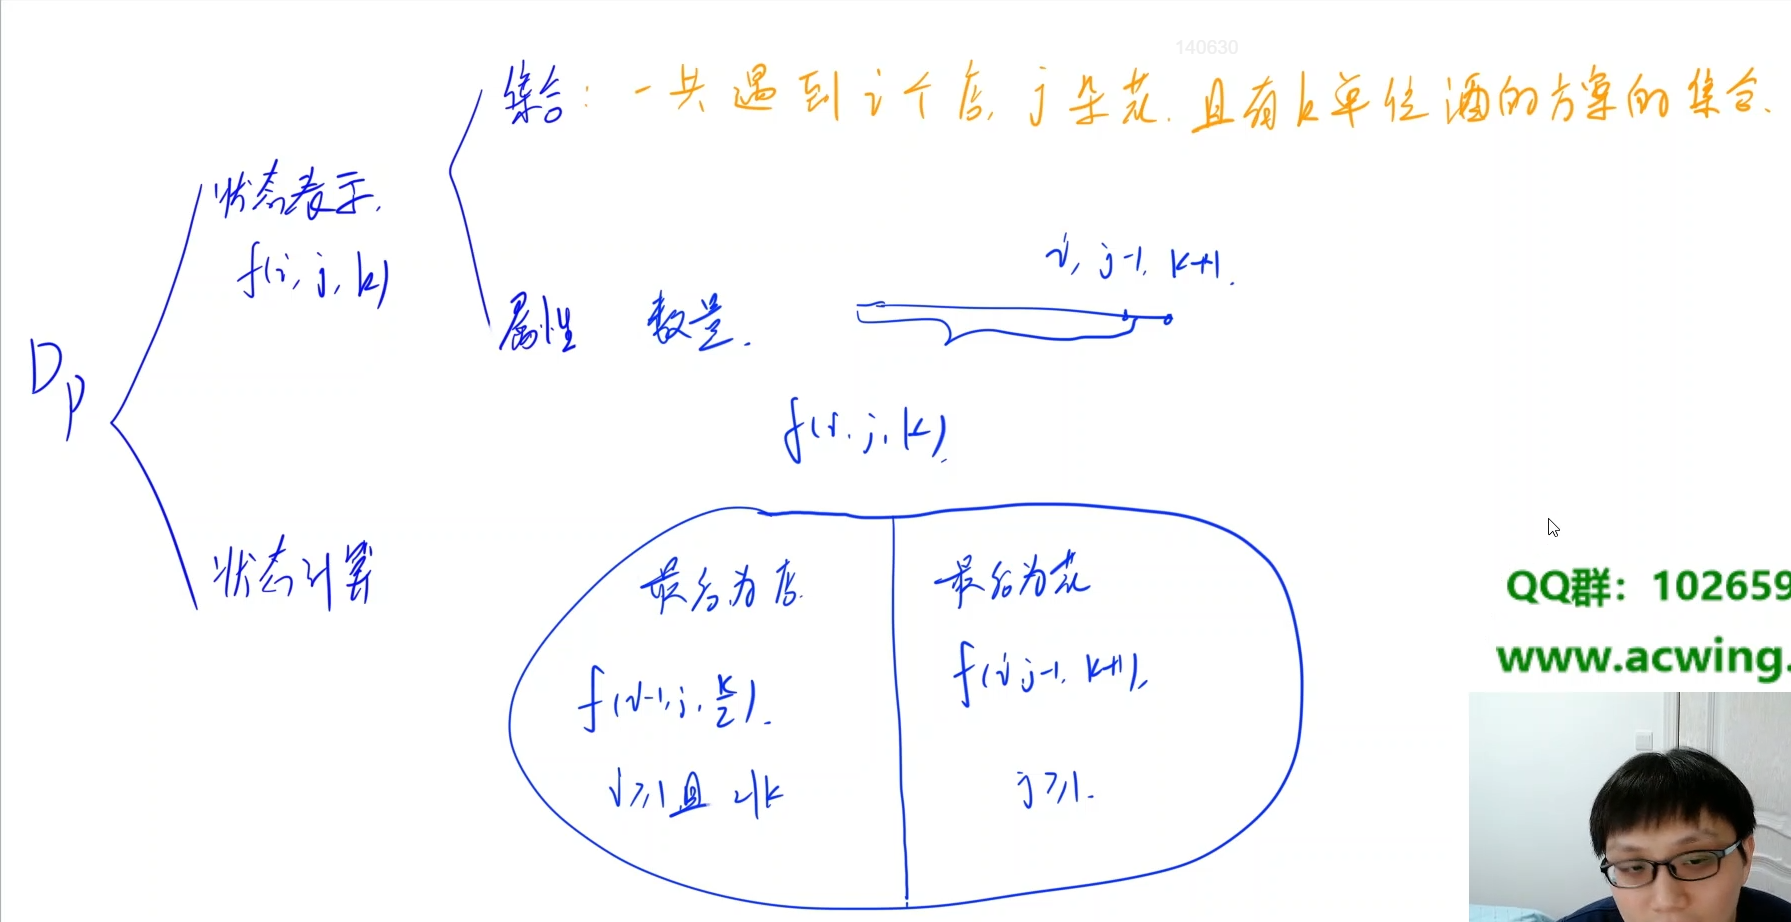 140630
集合：一共遇到i个店，j朵花，且有k单位酒的方案的集合.
状态表示.
f(i, j, k)
i, j-1, k+1.
属性 数量.
DP
f(i, j, k).
状态计算
最后为店.
最后为花
f(i-1, j, k/2).
f(i, j-1, k+1),
i≥1且2|k
j≥1.
QQ群：102659
www.acwing.